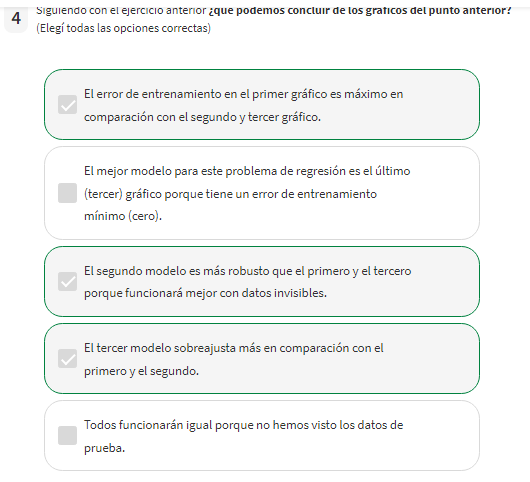 4
Siguiendo con el ejercicio anterior ¿que podemos concluir de los graficos del punto anterior?
(Elegí todas las opciones correctas)
El error de entrenamiento en el primer gráfico es máximo en
comparación con el segundo y tercer gráfico.
El mejor modelo para este problema de regresión es el último
(tercer) gráfico porque tiene un error de entrenamiento
mínimo (cero).
El segundo modelo es más robusto que el primero y el tercero
porque funcionará mejor con datos invisibles.
El tercer modelo sobreajusta más en comparación con el
primero y el segundo.
Todos funcionarán igual porque no hemos visto los datos de
prueba.